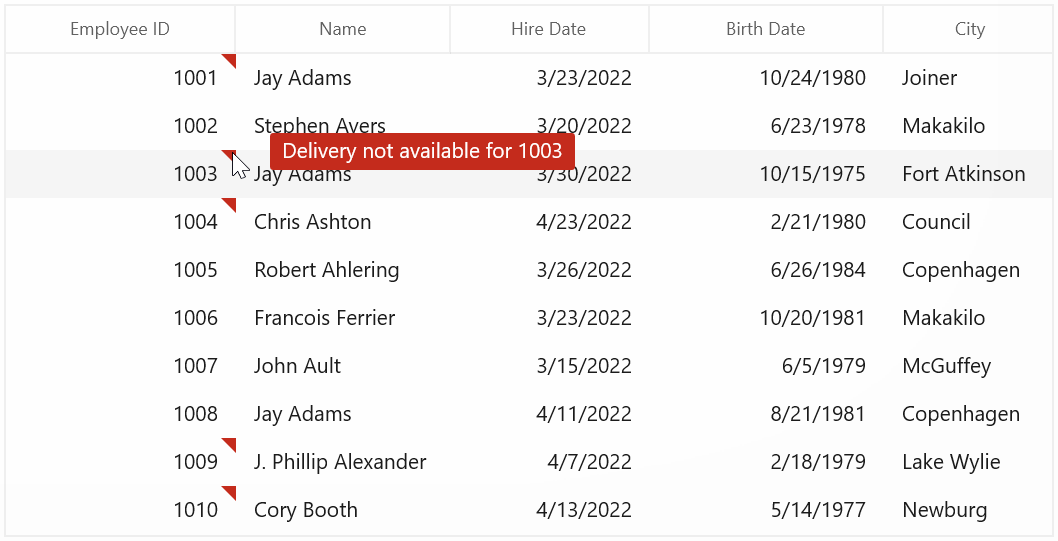 Employee ID Name Hire Date Birth Date City
1001 Jay Adams 3/23/2022 10/24/1980 Joiner
1002 Stephen Ayers 3/20/2022 6/23/1978 Makakilo
Delivery not available for 1003
1003 Jay Adams 3/30/2022 10/15/1975 Fort Atkinson
1004 Chris Ashton 4/23/2022 2/21/1980 Council
1005 Robert Ahlering 3/26/2022 6/26/1984 Copenhagen
1006 Francois Ferrier 3/23/2022 10/20/1981 Makakilo
1007 John Ault 3/15/2022 6/5/1979 McGuffey
1008 Jay Adams 4/11/2022 8/21/1981 Copenhagen
1009 J. Phillip Alexander 4/7/2022 2/18/1979 Lake Wylie
1010 Cory Booth 4/13/2022 5/14/1977 Newburg